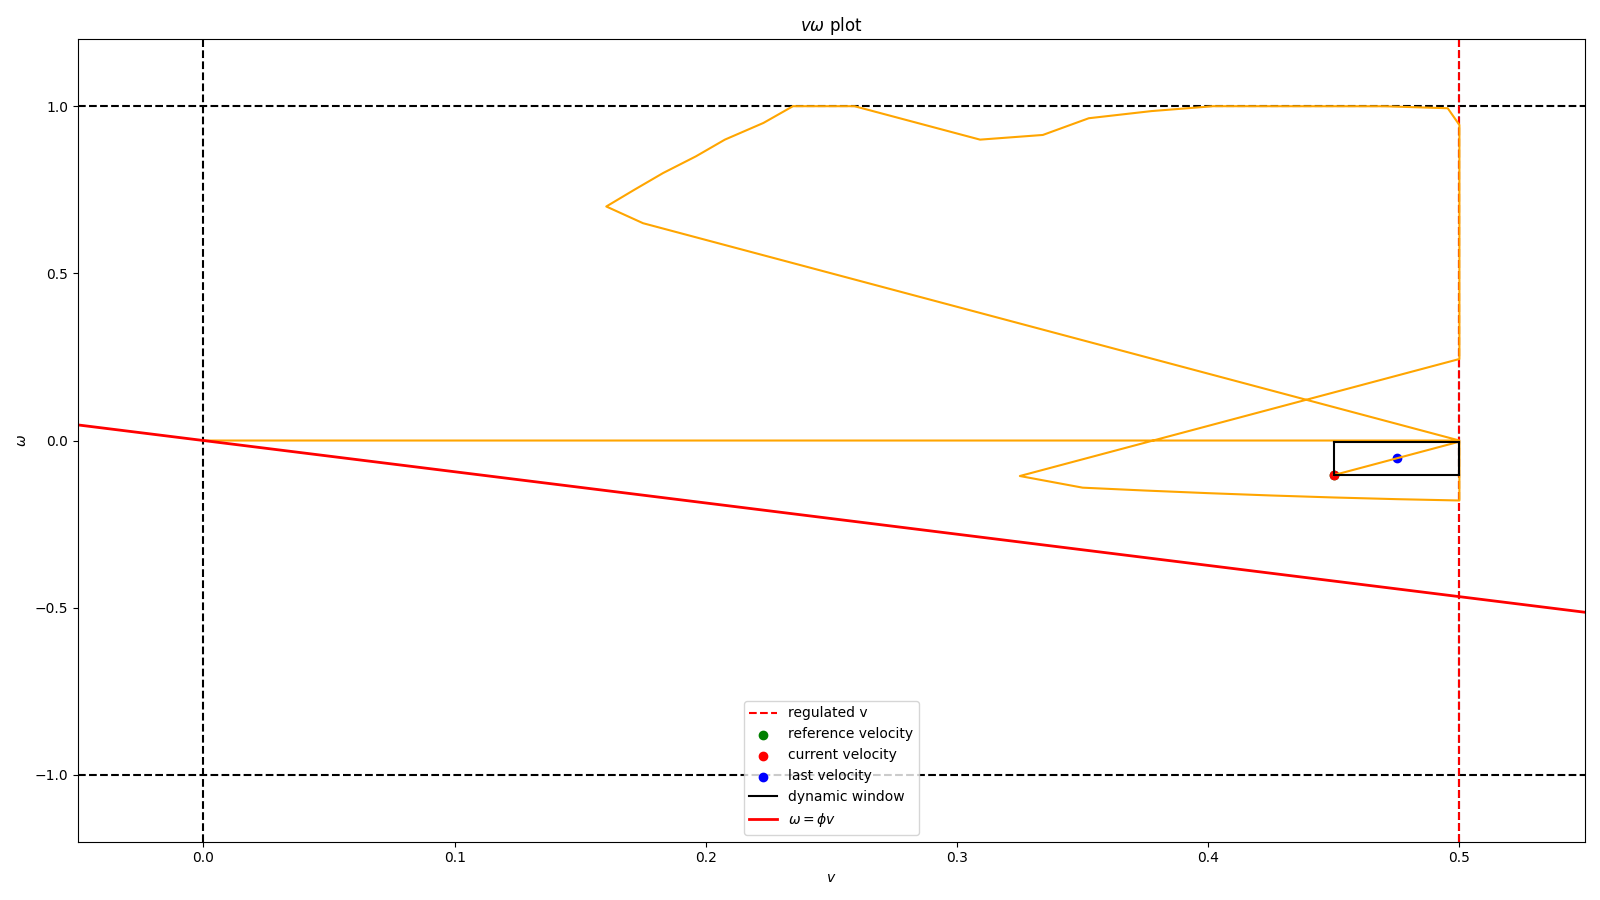 vω plot
1.0
0.5
0.0
−0.5
−1.0
ω
0.0
0.1
0.2
0.3
0.4
0.5
v
regulated v
reference velocity
current velocity
last velocity
dynamic window
ω = ϕv